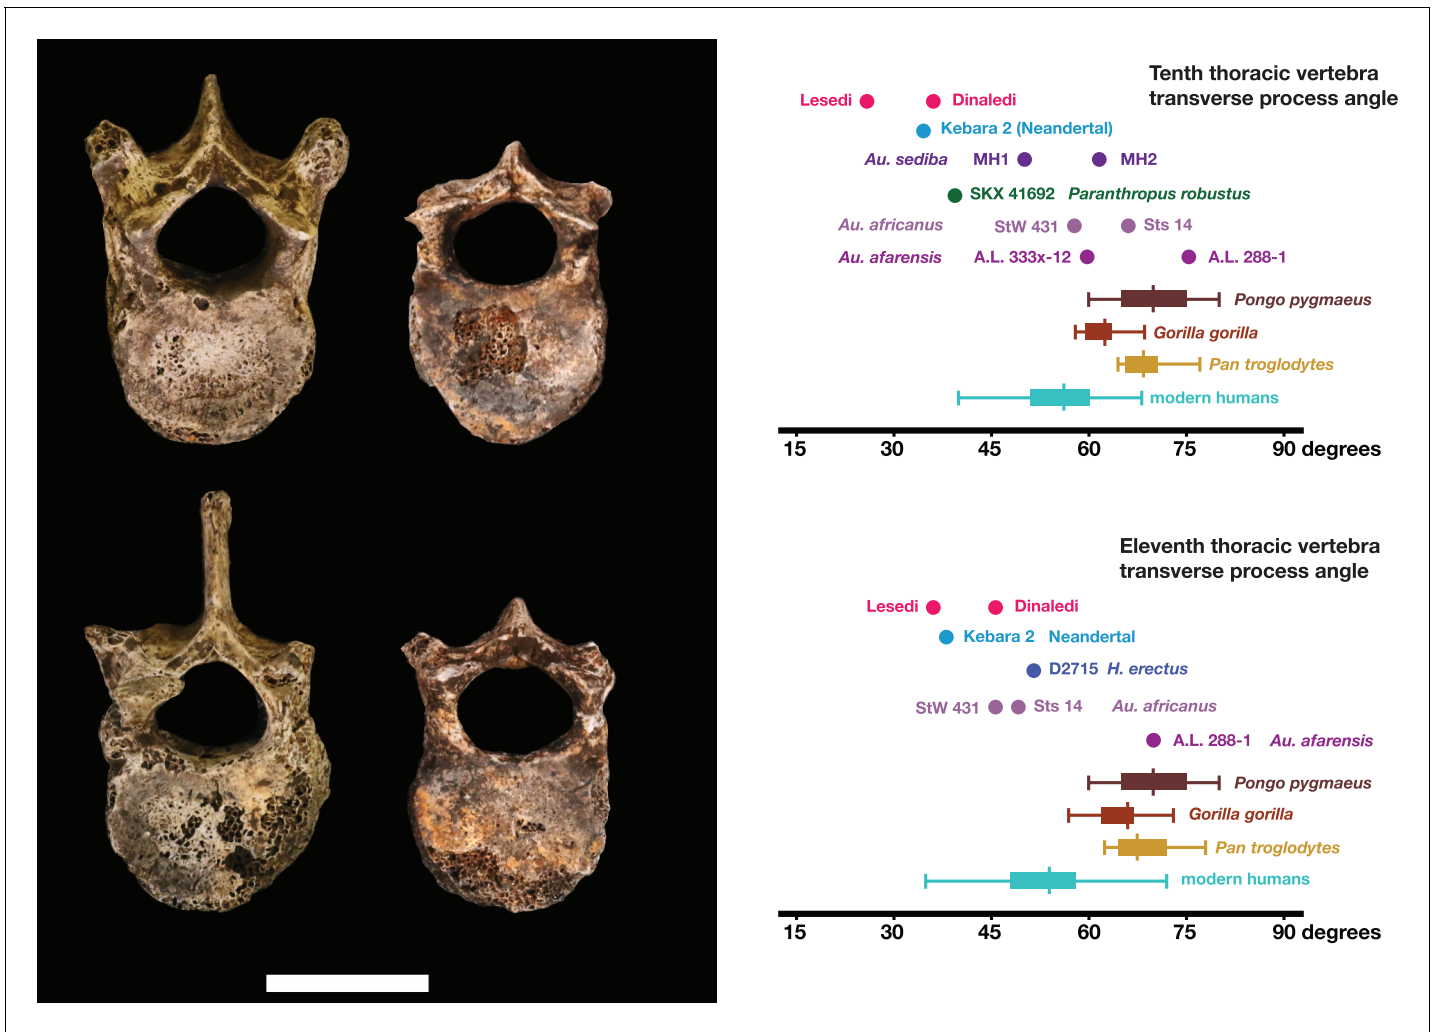 Tenth thoracic vertebra
transverse process angle
Lesedi Dinaledi
Kebara 2 (Neandertal)
Au. sediba MH1 MH2
SKX 41692 Paranthropus robustus
Au. africanus StW 431 Sts 14
Au. afarensis A.L. 333x-12 A.L. 288-1
Pongo pygmaeus
Gorilla gorilla
Pan troglodytes
modern humans
15 30 45 60 75 90 degrees
Eleventh thoracic vertebra
transverse process angle
Lesedi Dinaledi
Kebara 2 Neandertal
D2715 H. erectus
StW 431 Sts 14 Au. africanus
A.L. 288-1 Au. afarensis
Pongo pygmaeus
Gorilla gorilla
Pan troglodytes
modern humans
15 30 45 60 75 90 degrees